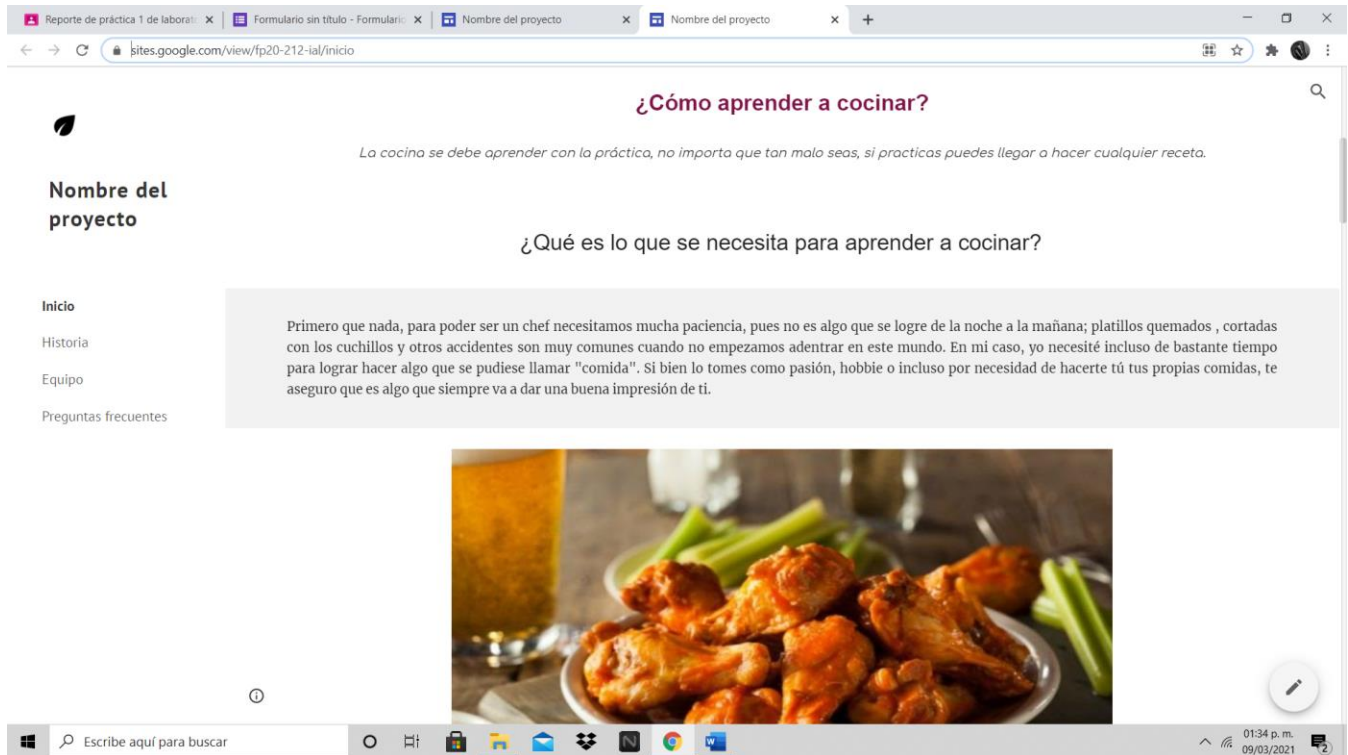 Reporte de práctica 1 de laborato
Formulario sin título - Formulario
Nombre del proyecto
Nombre del proyecto
sites.google.com/view/fp20-212-ial/inicio
¿Cómo aprender a cocinar?
La cocina se debe aprender con la práctica, no importa que tan malo seas, si practicas puedes llegar a hacer cualquier receta.
Nombre del
proyecto
¿Qué es lo que se necesita para aprender a cocinar?
Inicio
Historia
Equipo
Preguntas frecuentes
Primero que nada, para poder ser un chef necesitamos mucha paciencia, pues no es algo que se logre de la noche a la mañana; platillos quemados , cortadas
con los cuchillos y otros accidentes son muy comunes cuando no empezamos adentrar en este mundo. En mi caso, yo necesité incluso de bastante tiempo
para lograr hacer algo que se pudiese llamar "comida". Si bien lo tomes como pasión, hobbie o incluso por necesidad de hacerte tú tus propias comidas, te
aseguro que es algo que siempre va a dar una buena impresión de ti.
Escribe aquí para buscar
01:34 p. m.
09/03/2021
2